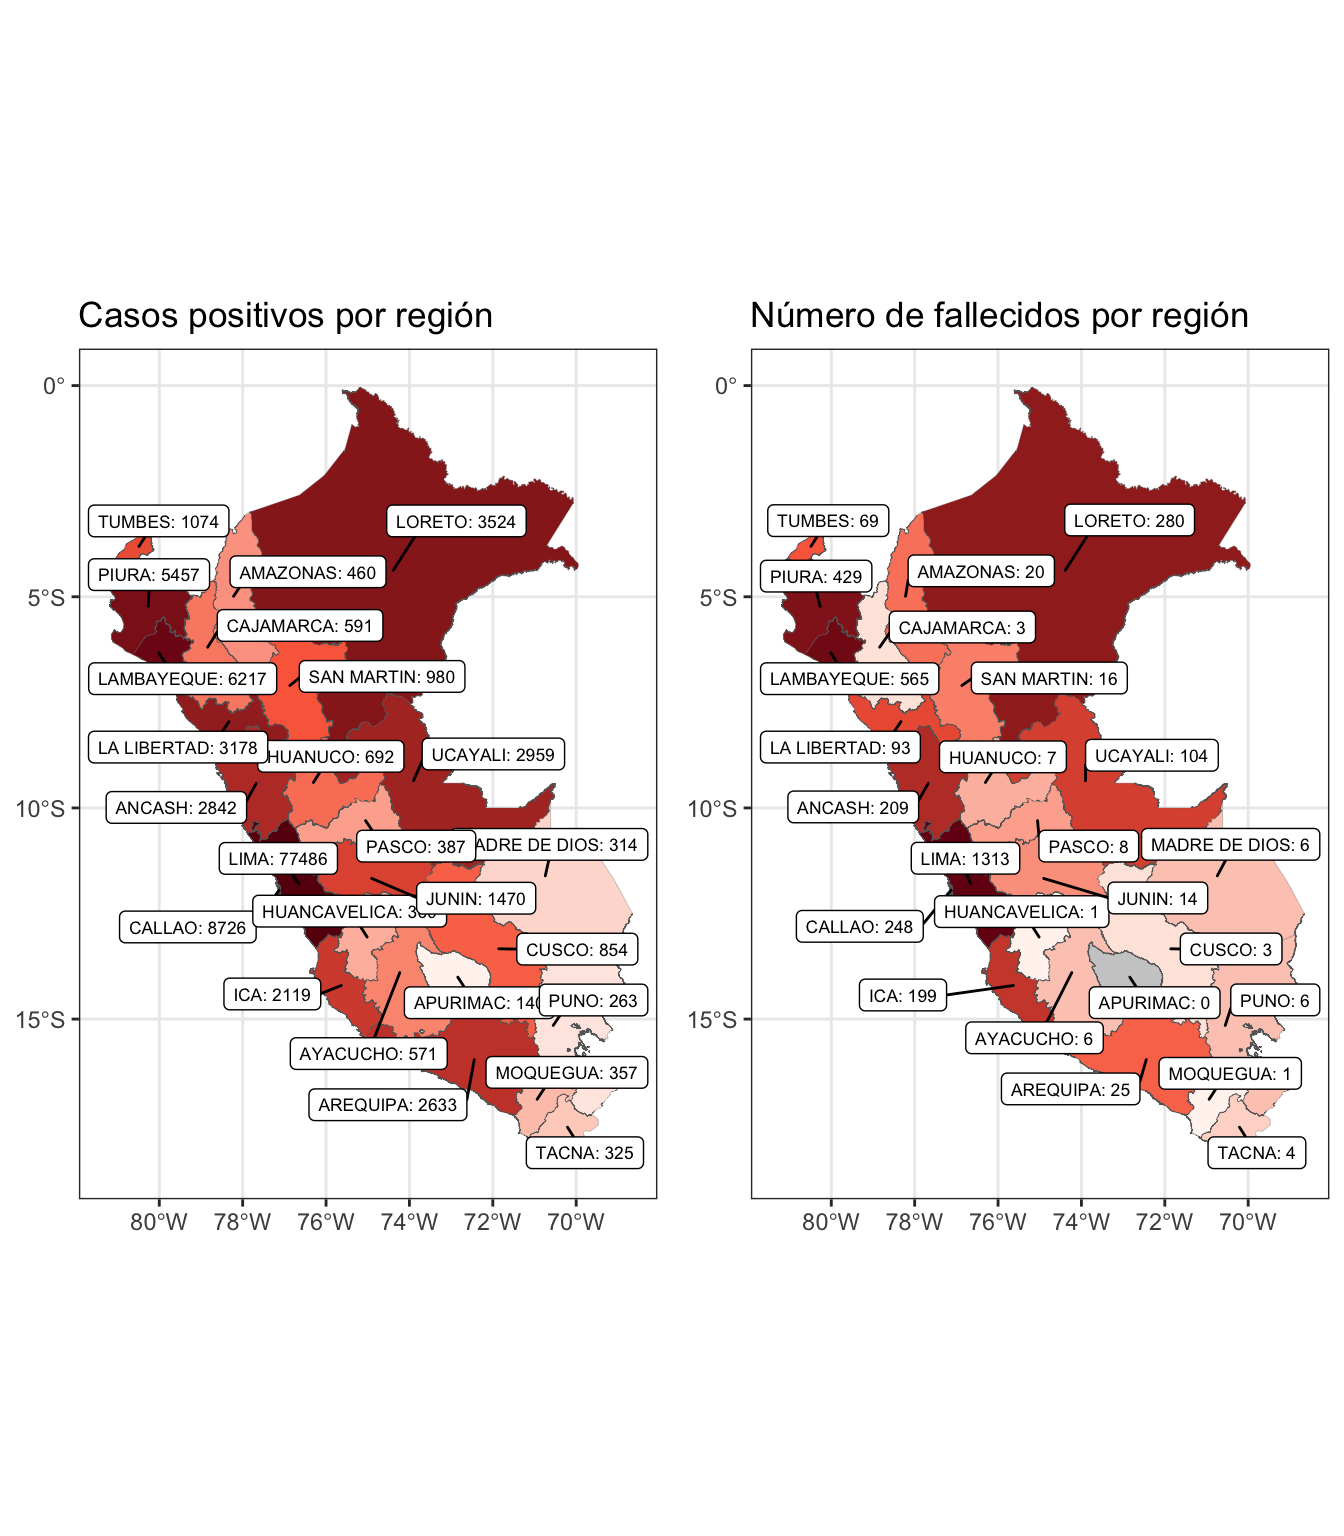 Casos positivos por región
0°
5°S
10°S
15°S
TUMBES: 1074
LORETO: 3524
PIURA: 5457
AMAZONAS: 460
CAJAMARCA: 591
LAMBAYEQUE: 6217
SAN MARTIN: 980
LA LIBERTAD: 3178
HUANUCO: 692
UCAYALI: 2959
ANCASH: 2842
LIMA: 77486
PASCO: 387
ADRE DE DIOS: 314
JUNIN: 1470
HUANCAVELICA:
CALLAO: 8726
CUSCO: 854
ICA: 2119
APURIMAC: 140
PUNO: 263
AYACUCHO: 571
MOQUEGUA: 357
AREQUIPA: 2633
TACNA: 325
80°W 78°W 76°W 74°W 72°W 70°W
Número de fallecidos por región
0°
5°S
10°S
15°S
TUMBES: 69
LORETO: 280
PIURA: 429
AMAZONAS: 20
CAJAMARCA: 3
LAMBAYEQUE: 565
SAN MARTIN: 16
LA LIBERTAD: 93
HUANUCO: 7
UCAYALI: 104
ANCASH: 209
LIMA: 1313
PASCO: 8
MADRE DE DIOS: 6
JUNIN: 14
HUANCAVELICA: 1
CALLAO: 248
CUSCO: 3
ICA: 199
APURIMAC: 0
PUNO: 6
AYACUCHO: 6
MOQUEGUA: 1
AREQUIPA: 25
TACNA: 4
80°W 78°W 76°W 74°W 72°W 70°W